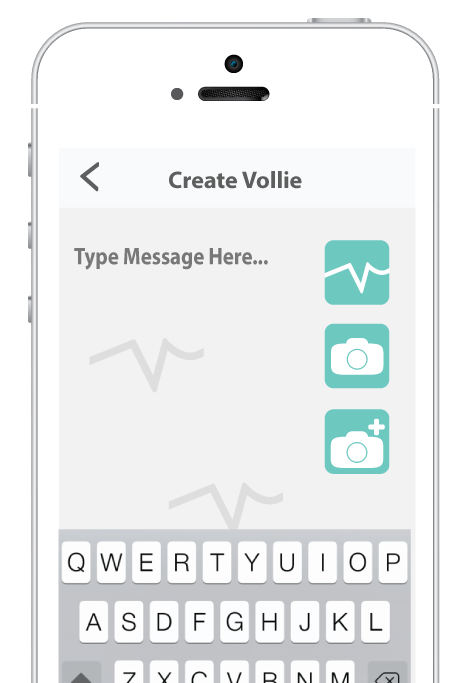 Create Vollie
Type Message Here...
Q W E R T Y U I O P
A S D F G H J K L
Z X C V B N M